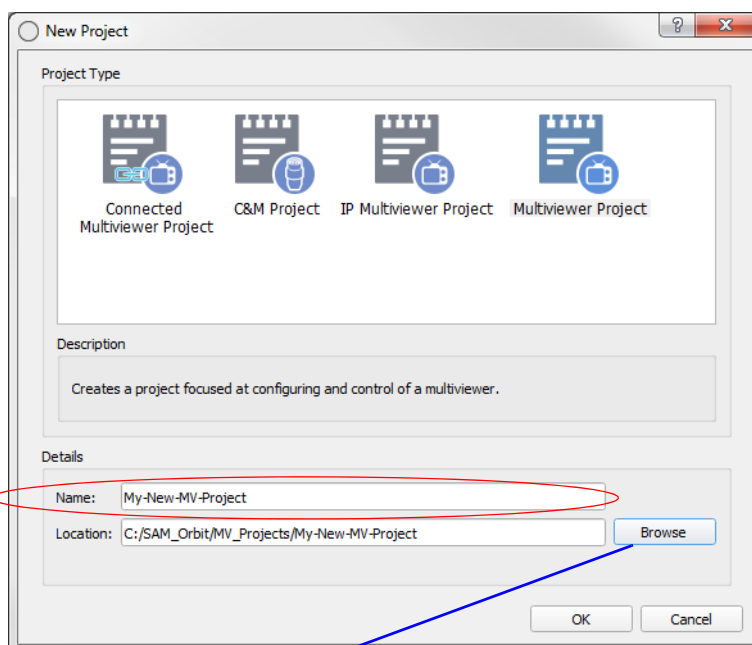 New Project
Project Type
Connected
Multiviewer Project
C&M Project
IP Multiviewer Project
Multiviewer Project
Description
Creates a project focused at configuring and control of a multiviewer.
Details
Name: My-New-MV-Project
Location: C:/SAM_Orbit/MV_Projects/My-New-MV-Project
Browse
OK
Cancel